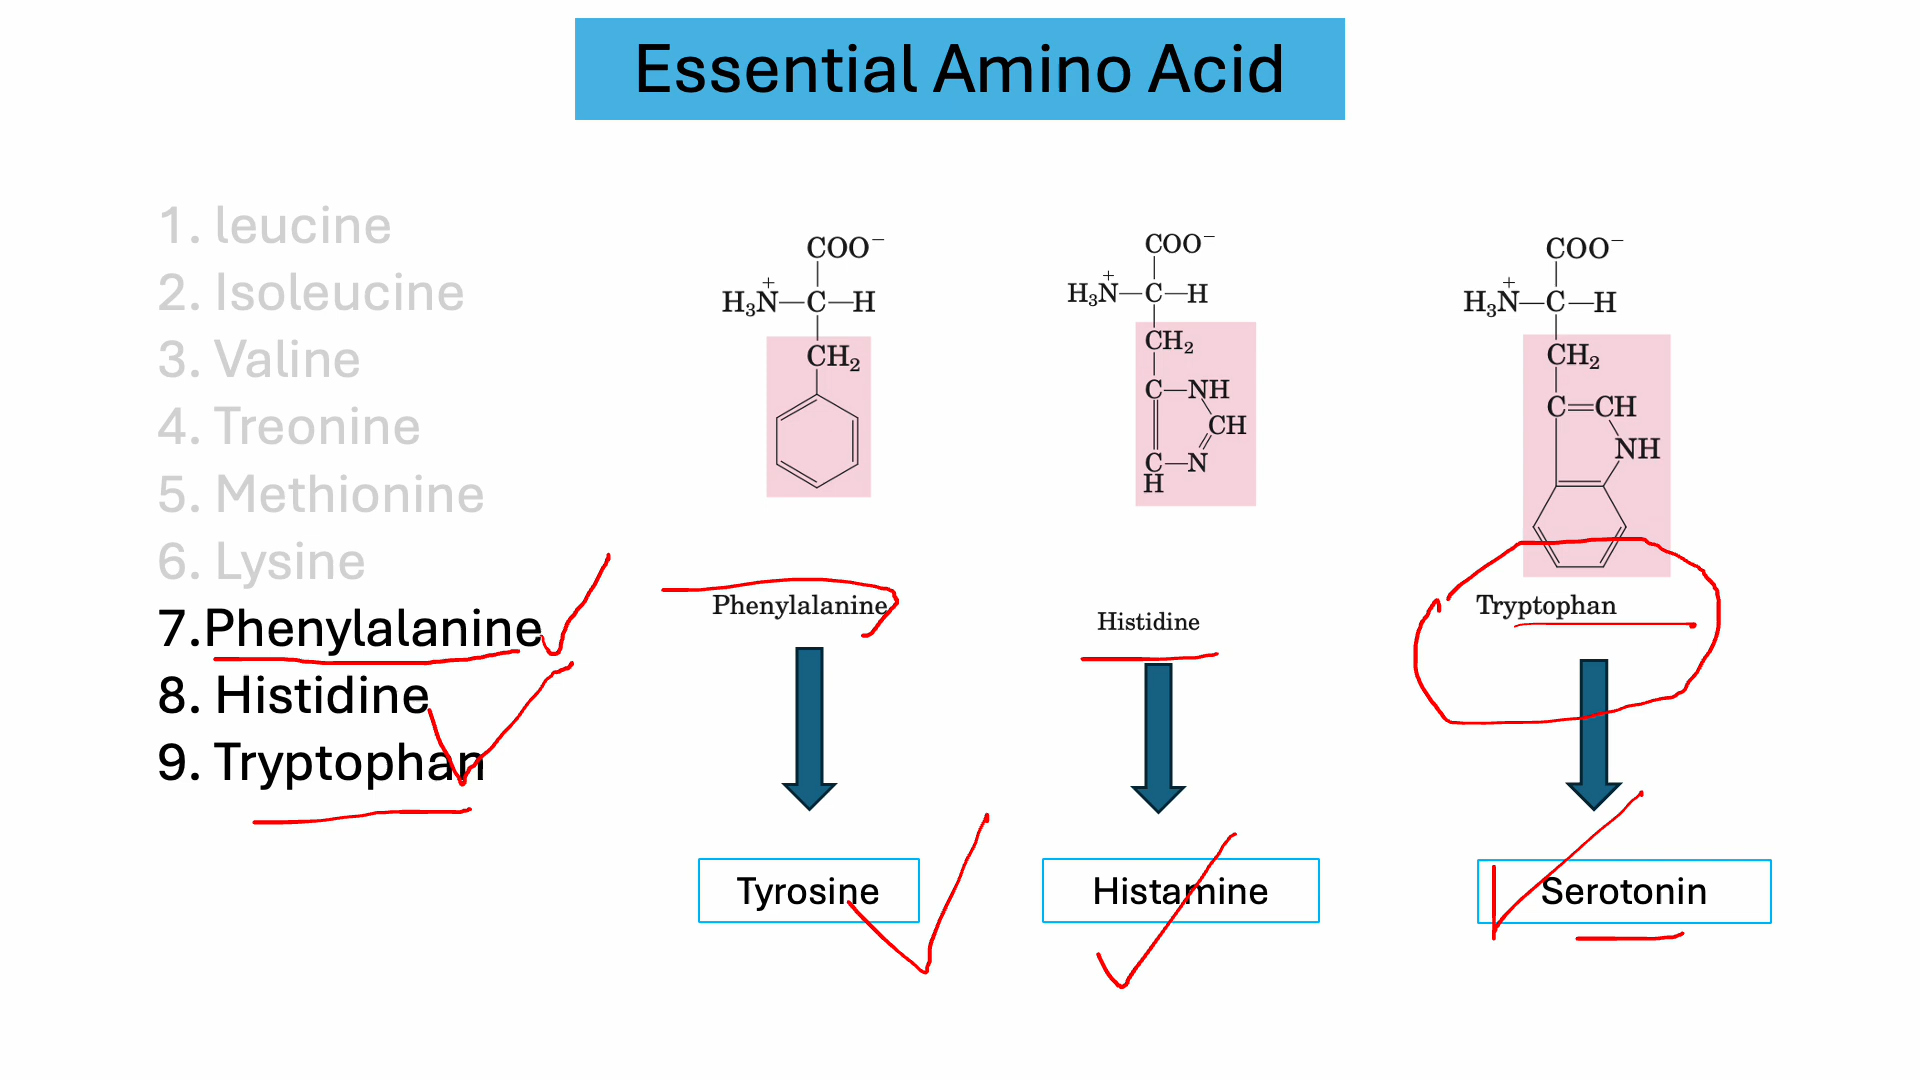 Essential Amino Acid
1. leucine
2. Isoleucine
3. Valine
4. Treonine
5. Methionine
6. Lysine
7.Phenylalanine
8. Histidine
9. Tryptophan
COO⁻
H₃N⁺—C—H
CH₂
Phenylalanine
Tyrosine
COO⁻
H₃N⁺—C—H
CH₂
C—NH
CH
C—N
H
Histidine
Histamine
COO⁻
H₃N⁺—C—H
CH₂
C=CH
NH
Tryptophan
Serotonin